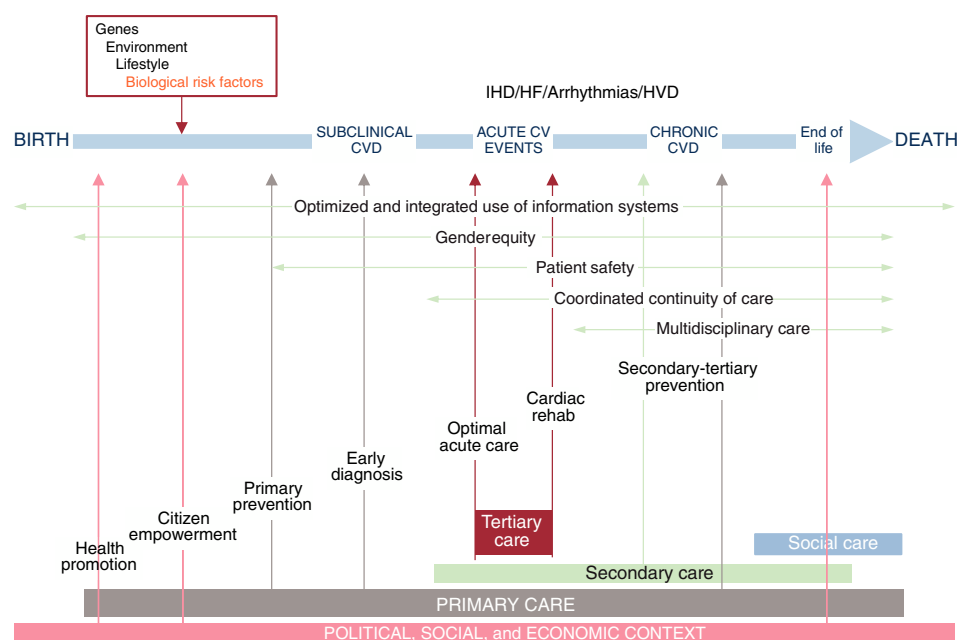 Genes
Environment
Lifestyle
Biological risk factors
IHD/HF/Arrhythmias/HVD
BIRTH
SUBCLINICAL
CVD
ACUTE CV
EVENTS
CHRONIC
CVD
End of
life
DEATH
Optimized and integrated use of information systems
Genderequity
Patient safety
Coordinated continuity of care
Multidisciplinary care
Secondary-tertiary
prevention
Cardiac
rehab
Optimal
acute care
Early
diagnosis
Primary
prevention
Citizen
empowerment
Health
promotion
Tertiary
care
Social care
Secondary care
PRIMARY CARE
POLITICAL, SOCIAL, and ECONOMIC CONTEXT